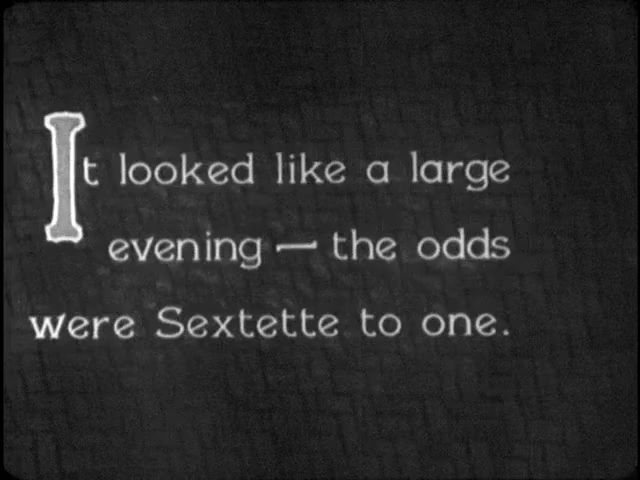 It looked like a large
evening — the odds
were Sextette to one.